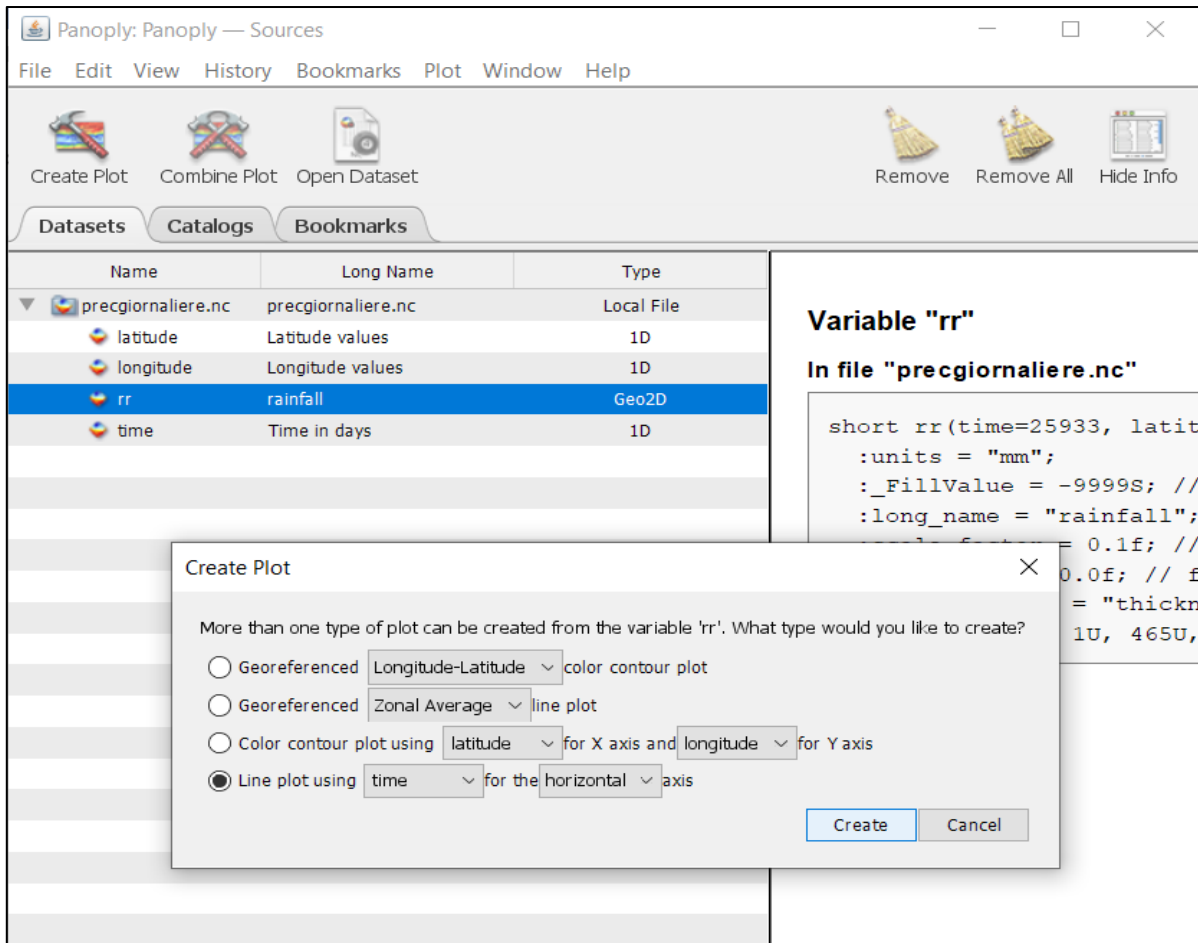 Panoply: Panoply — Sources
File Edit View History Bookmarks Plot Window Help
Create Plot Combine Plot Open Dataset Remove Remove All Hide Info
Datasets Catalogs Bookmarks
Name Long Name Type
precgiornaliere.nc precgiornaliere.nc Local File
latitude Latitude values 1D
longitude Longitude values 1D
rr rainfall Geo2D
time Time in days 1D
Variable "rr"
In file "precgiornaliere.nc"
short rr(time=25933, latit
:units = "mm";
:_FillValue = -9999S; //
:long_name = "rainfall";
= 0.1f; //
0.0f; // f
= "thickn
1U, 465U,
Create Plot
More than one type of plot can be created from the variable 'rr'. What type would you like to create?
Georeferenced Longitude-Latitude color contour plot
Georeferenced Zonal Average line plot
Color contour plot using latitude for X axis and longitude for Y axis
Line plot using time for the horizontal axis
Create Cancel